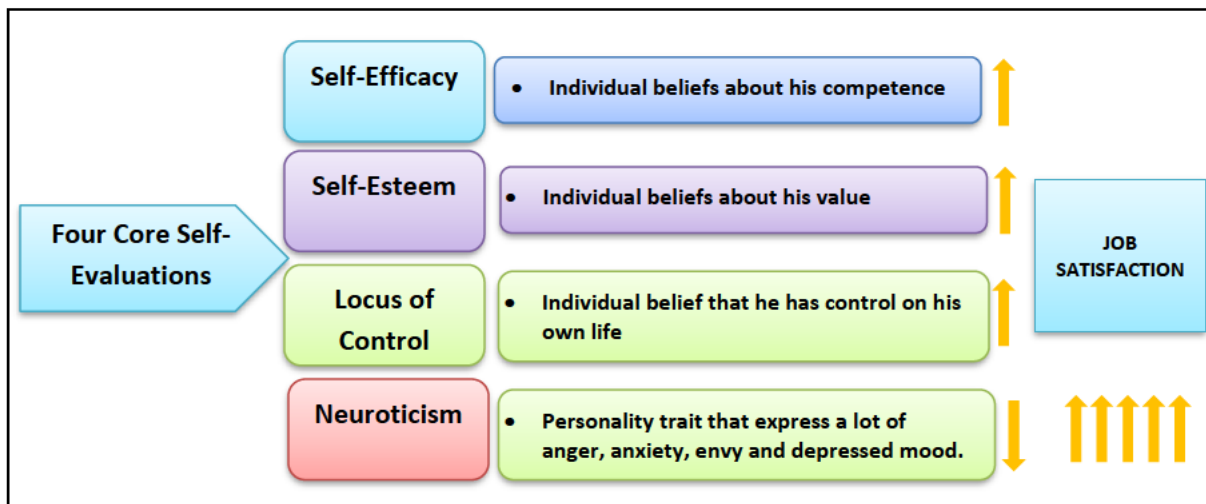 Four Core Self-
Evaluations
Self-Efficacy
• Individual beliefs about his competence
Self-Esteem
• Individual beliefs about his value
Locus of
Control
• Individual belief that he has control on his
own life
Neuroticism
• Personality trait that express a lot of
anger, anxiety, envy and depressed mood.
JOB
SATISFACTION